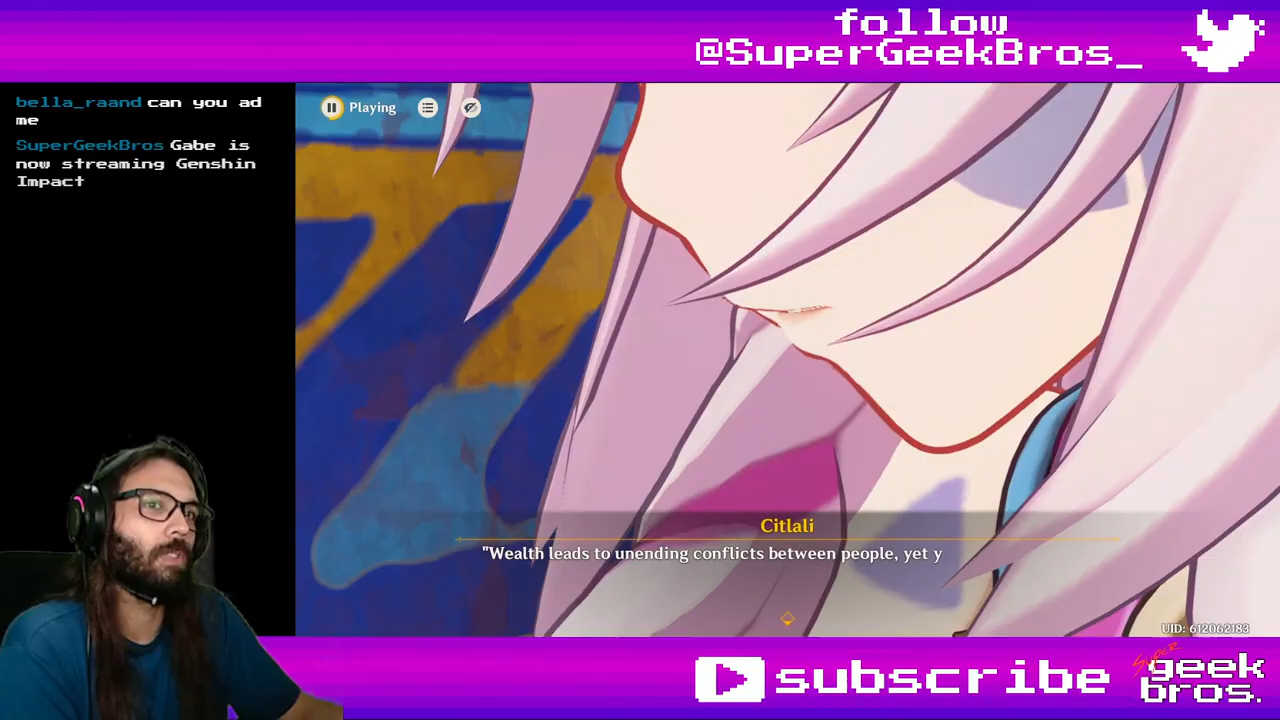 follow
@SuperGeekBros_
bella_raand can you ad
me
SuperGeekBros Gabe is
now streaming Genshin
Impact
Playing
Citlali
"Wealth leads to unending conflicts between people, yet y
UID: 612062183
subscribe
super
geek
bros.